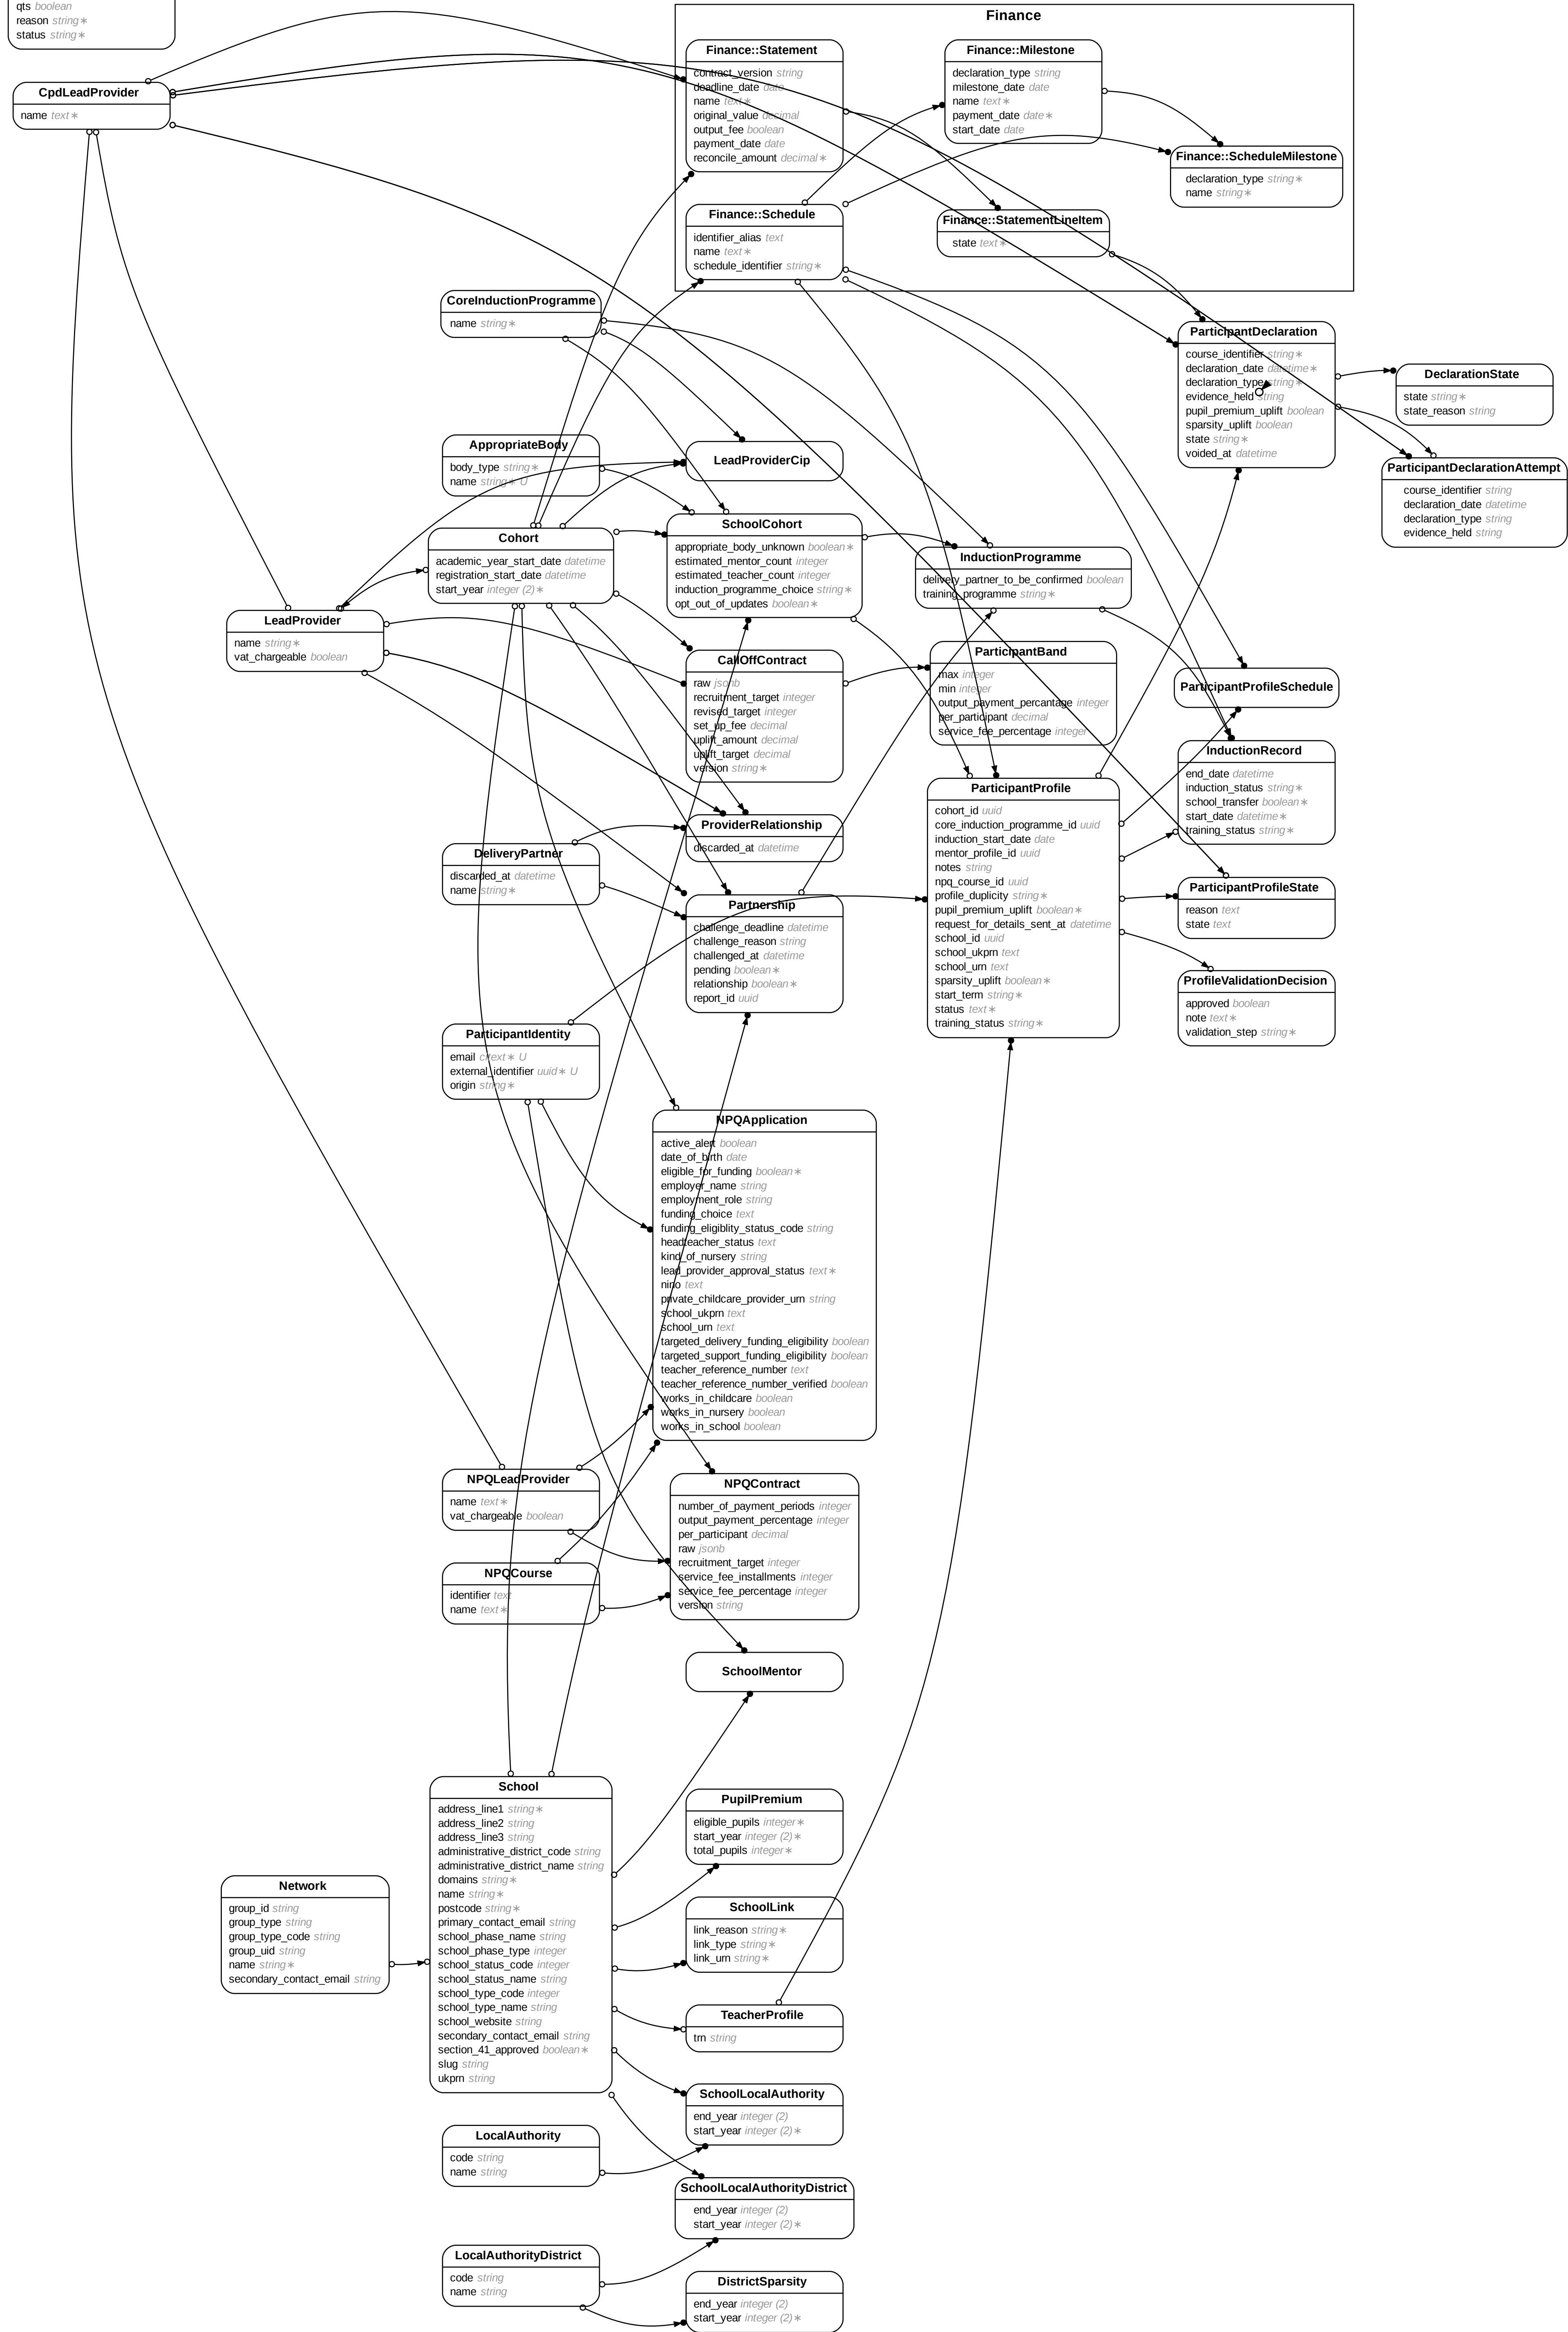 qts boolean
reason string∗
status string∗
CpdLeadProvider
name text∗
Finance
Finance::Statement
contract_version string
deadline_date date
name text∗
original_value decimal
output_fee boolean
payment_date date
reconcile_amount decimal∗
Finance::Milestone
declaration_type string
milestone_date date
name text∗
payment_date date∗
start_date date
Finance::ScheduleMilestone
declaration_type string∗
name string∗
Finance::Schedule
identifier_alias text
name text∗
schedule_identifier string∗
Finance::StatementLineItem
state text∗
CoreInductionProgramme
name string∗
ParticipantDeclaration
course_identifier string∗
declaration_date datetime∗
declaration_type string∗
evidence_held string
pupil_premium_uplift boolean
sparsity_uplift boolean
state string∗
voided_at datetime
DeclarationState
state string∗
state_reason string
ParticipantDeclarationAttempt
course_identifier string
declaration_date datetime
declaration_type string
evidence_held string
AppropriateBody
body_type string∗
name string∗ U
LeadProviderCip
Cohort
academic_year_start_date datetime
registration_start_date datetime
start_year integer (2)∗
SchoolCohort
appropriate_body_unknown boolean∗
estimated_mentor_count integer
estimated_teacher_count integer
induction_programme_choice string∗
opt_out_of_updates boolean∗
InductionProgramme
delivery_partner_to_be_confirmed boolean
training_programme string∗
LeadProvider
name string∗
vat_chargeable boolean
CallOffContract
raw jsonb
recruitment_target integer
revised_target integer
set_up_fee decimal
uplift_amount decimal
uplift_target decimal
version string∗
ParticipantBand
max integer
min integer
output_payment_percantage integer
per_participant decimal
service_fee_percentage integer
ParticipantProfileSchedule
InductionRecord
end_date datetime
induction_status string∗
school_transfer boolean∗
start_date datetime∗
training_status string∗
ParticipantProfile
cohort_id uuid
core_induction_programme_id uuid
induction_start_date date
mentor_profile_id uuid
notes string
npq_course_id uuid
profile_duplicity string∗
pupil_premium_uplift boolean∗
request_for_details_sent_at datetime
school_id uuid
school_ukprn text
school_urn text
sparsity_uplift boolean∗
start_term string∗
status text∗
training_status string∗
ProviderRelationship
discarded_at datetime
DeliveryPartner
discarded_at datetime
name string∗
Partnership
challenge_deadline datetime
challenge_reason string
challenged_at datetime
pending boolean∗
relationship boolean∗
report_id uuid
ParticipantProfileState
reason text
state text
ProfileValidationDecision
approved boolean
note text∗
validation_step string∗
ParticipantIdentity
email citext∗ U
external_identifier uuid∗ U
origin string∗
NPQApplication
active_alert boolean
date_of_birth date
eligible_for_funding boolean∗
employer_name string
employment_role string
funding_choice text
funding_eligiblity_status_code string
headteacher_status text
kind_of_nursery string
lead_provider_approval_status text∗
nino text
private_childcare_provider_urn string
school_ukprn text
school_urn text
targeted_delivery_funding_eligibility boolean
targeted_support_funding_eligibility boolean
teacher_reference_number text
teacher_reference_number_verified boolean
works_in_childcare boolean
works_in_nursery boolean
works_in_school boolean
NPQLeadProvider
name text∗
vat_chargeable boolean
NPQContract
number_of_payment_periods integer
output_payment_percentage integer
per_participant decimal
raw jsonb
recruitment_target integer
service_fee_installments integer
service_fee_percentage integer
version string
NPQCourse
identifier text
name text∗
SchoolMentor
School
address_line1 string∗
address_line2 string
address_line3 string
administrative_district_code string
administrative_district_name string
domains string∗
name string∗
postcode string∗
primary_contact_email string
school_phase_name string
school_phase_type integer
school_status_code integer
school_status_name string
school_type_code integer
school_type_name string
school_website string
secondary_contact_email string
section_41_approved boolean∗
slug string
ukprn string
Network
group_id string
group_type string
group_type_code string
group_uid string
name string∗
secondary_contact_email string
PupilPremium
eligible_pupils integer∗
start_year integer (2)∗
total_pupils integer∗
SchoolLink
link_reason string∗
link_type string∗
link_urn string∗
TeacherProfile
trn string
SchoolLocalAuthority
end_year integer (2)
start_year integer (2)∗
LocalAuthority
code string
name string
SchoolLocalAuthorityDistrict
end_year integer (2)
start_year integer (2)∗
LocalAuthorityDistrict
code string
name string
DistrictSparsity
end_year integer (2)
start_year integer (2)∗